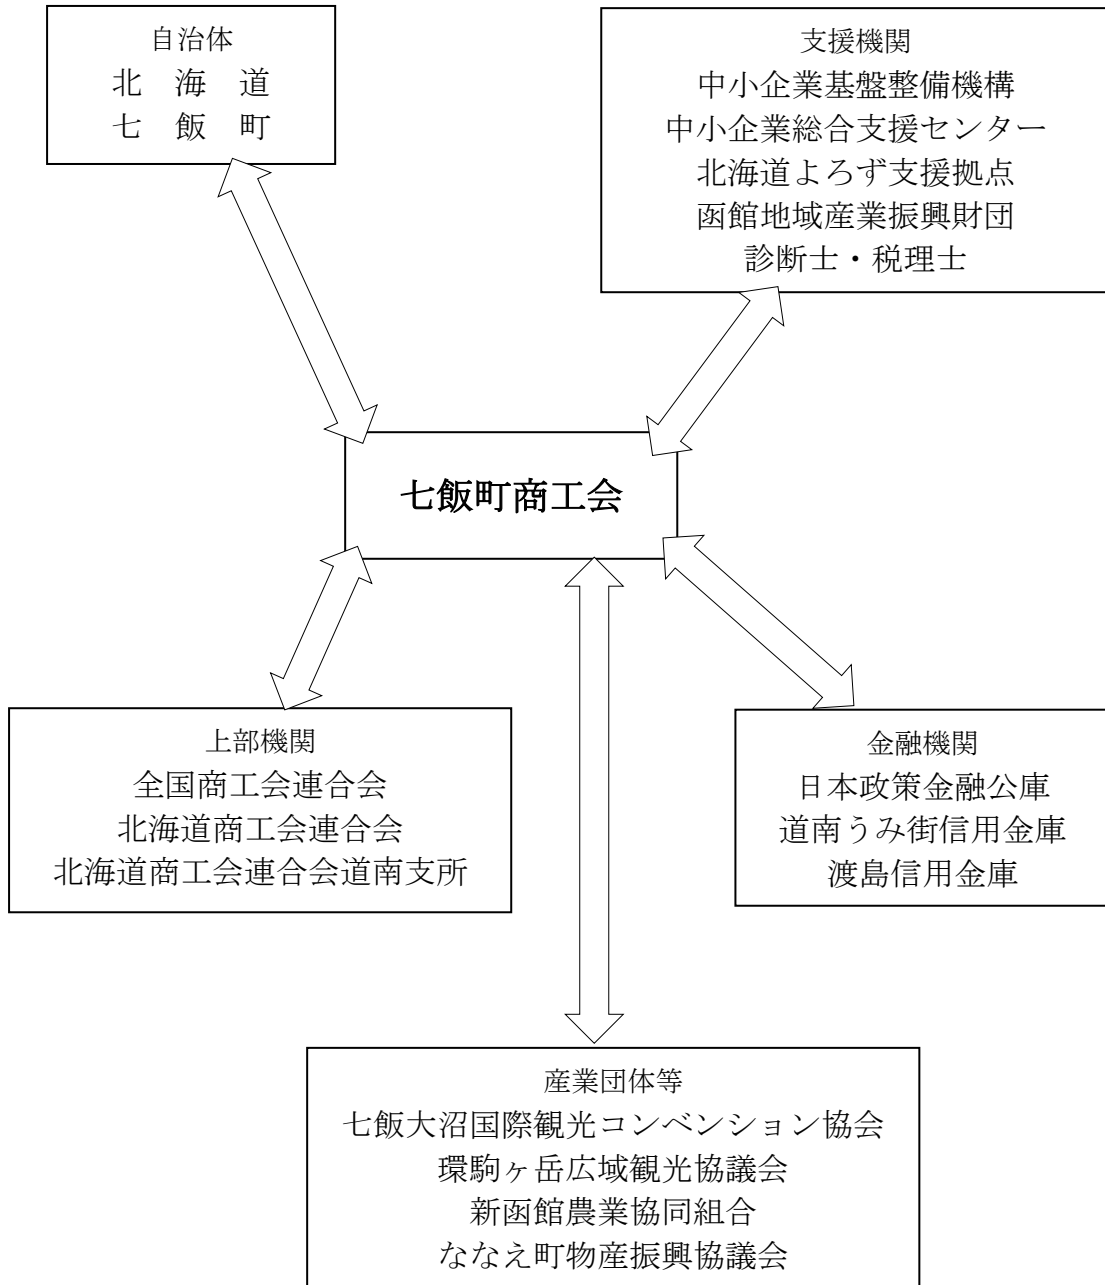 自治体
北　海　道
七　飯　町
支援機関
中小企業基盤整備機構
中小企業総合支援センター
北海道よろず支援拠点
函館地域産業振興財団
診断士・税理士
七飯町商工会
上部機関
全国商工会連合会
北海道商工会連合会
北海道商工会連合会道南支所
金融機関
日本政策金融公庫
道南うみ街信用金庫
渡島信用金庫
産業団体等
七飯大沼国際観光コンベンション協会
環駒ヶ岳広域観光協議会
新函館農業協同組合
ななえ町物産振興協議会